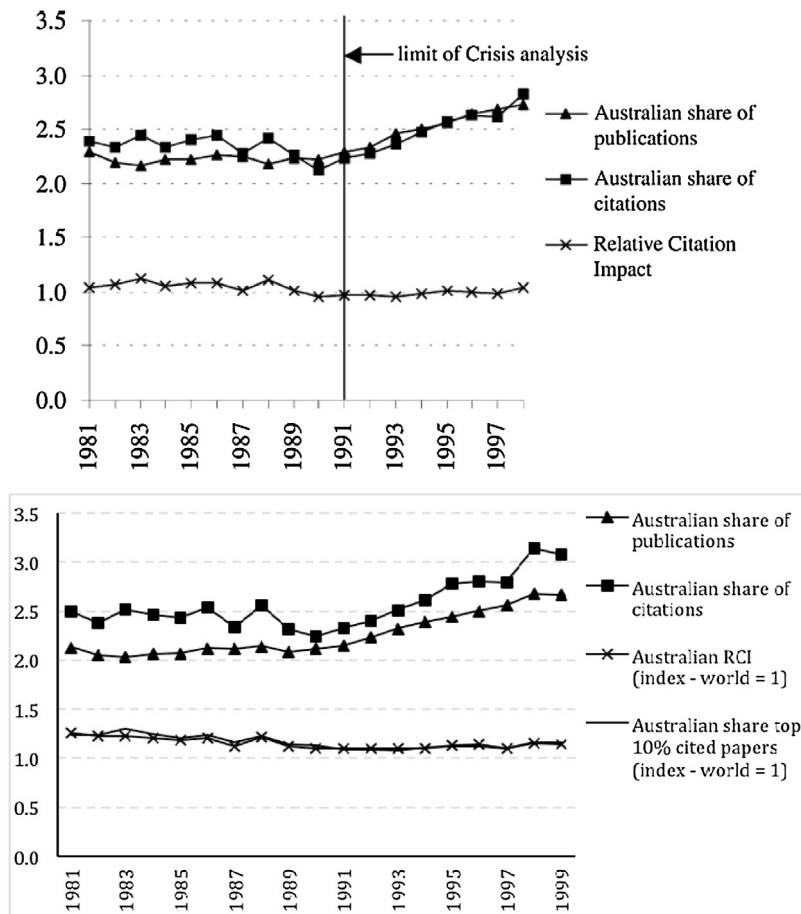 3.5
3.0
2.5
2.0
1.5
1.0
0.5
0.0
limit of Crisis analysis
Australian share of
publications
Australian share of
citations
Relative Citation
Impact
1981
1983
1985
1987
1989
1991
1993
1995
1997
3.5
3.0
2.5
2.0
1.5
1.0
0.5
0.0
Australian share of
publications
Australian share of
citations
Australian RCI
(index - world = 1)
Australian share top
10% cited papers
(index - world = 1)
1981
1983
1985
1987
1989
1991
1993
1995
1997
1999